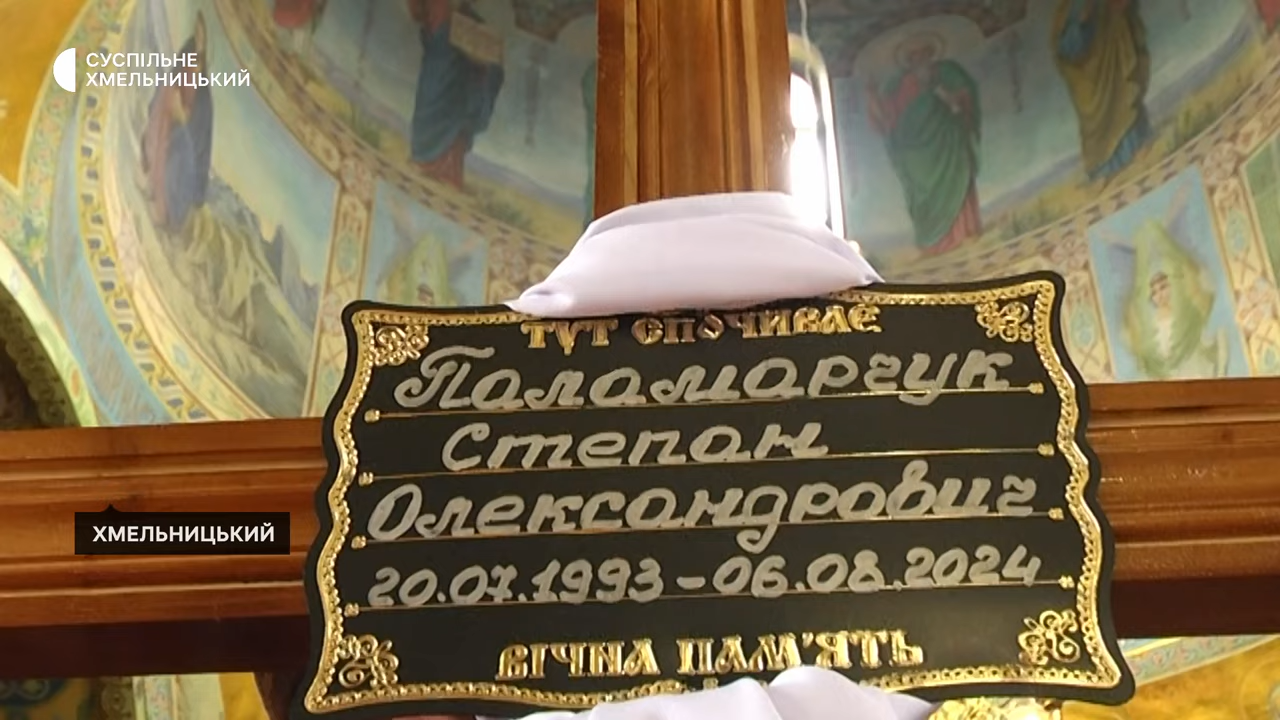 СУСПІЛЬНЕ
ХМЕЛЬНИЦЬКИЙ
ТУТ СПОЧИВАЄ
Паламарчук
Степан
Олександрович
20.07.1993-06.08.2024
ВІЧНА ПАМ'ЯТЬ
ХМЕЛЬНИЦЬКИЙ